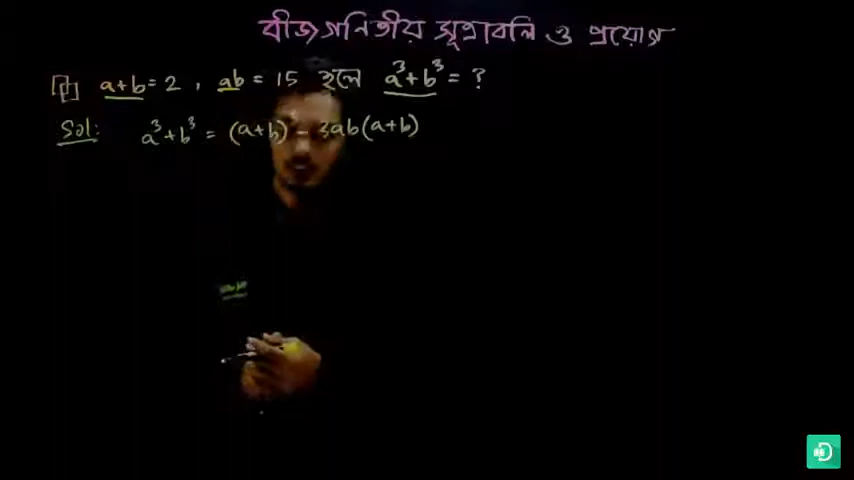 বীজগণিতীয় সূত্রাবলি ও প্রয়োগ
a+b = 2 , ab = 15 হলে a³+b³ = ?
Sol: a³+b³ = (a+b)³ - 3ab(a+b)